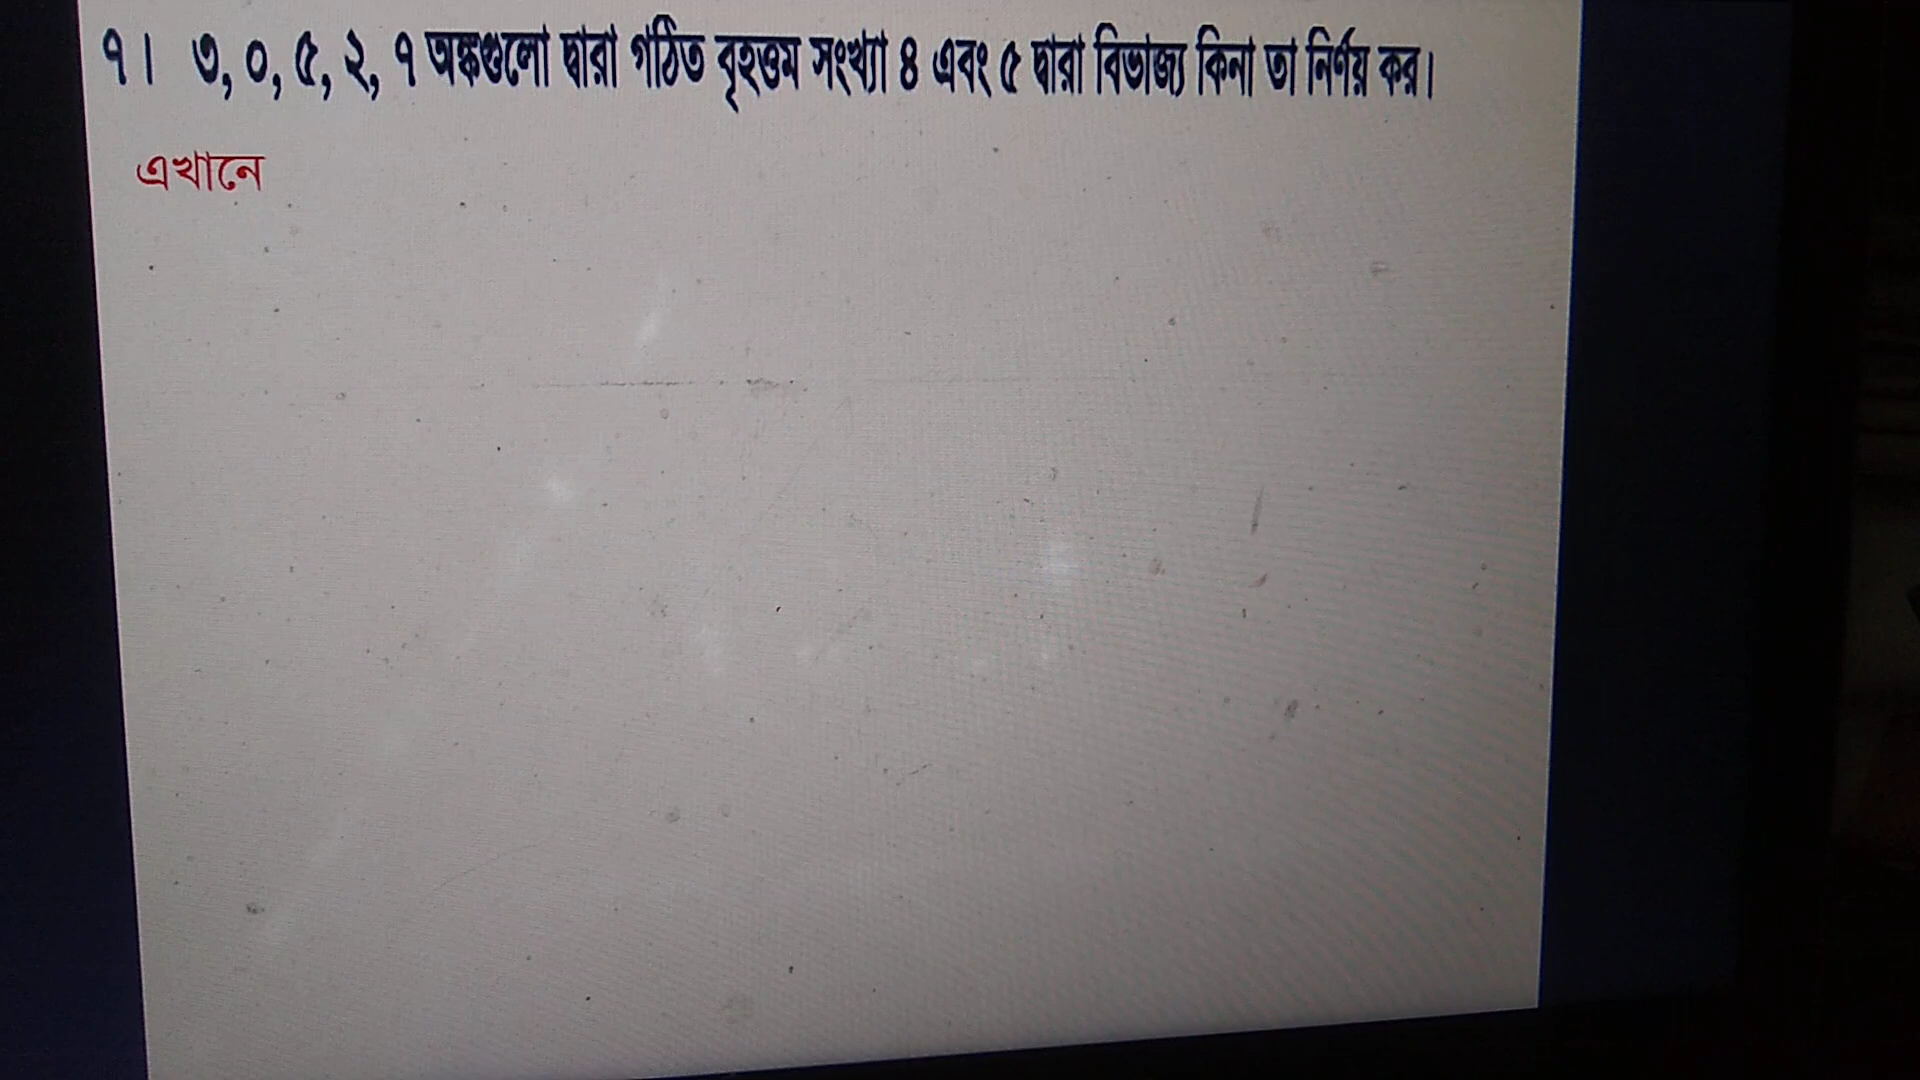 ৭। ৩, ০, ৫, ২, ৭ অঙ্কগুলো দ্বারা গঠিত বৃহত্তম সংখ্যা ৪ এবং ৫ দ্বারা বিভাজ্য কিনা তা নির্ণয় কর।
এখানে